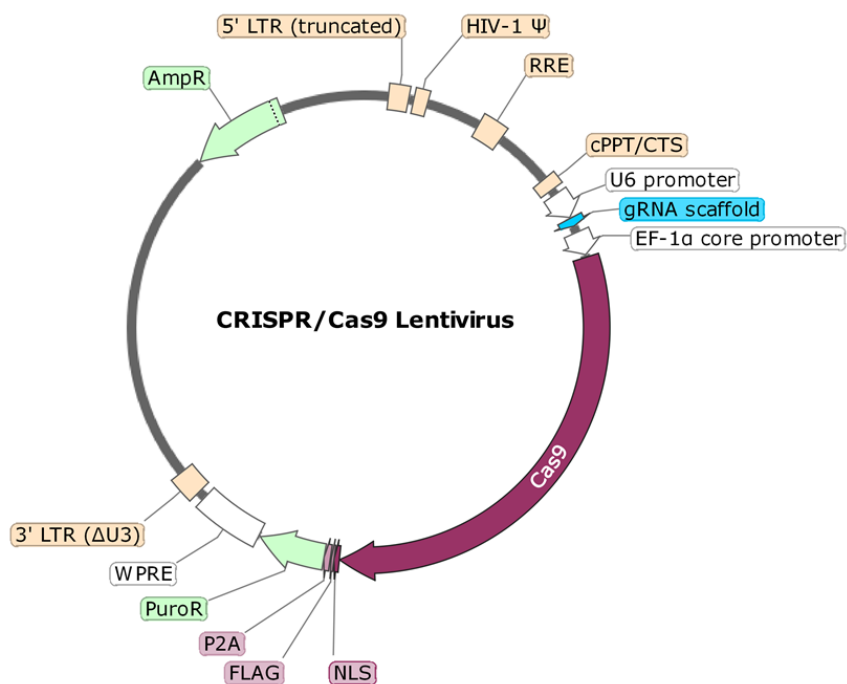 5' LTR (truncated)
HIV-1 Ψ
RRE
AmpR
cPPT/CTS
U6 promoter
gRNA scaffold
EF-1α core promoter
CRISPR/Cas9 Lentivirus
Cas9
3' LTR (ΔU3)
WPRE
PuroR
P2A
FLAG
NLS